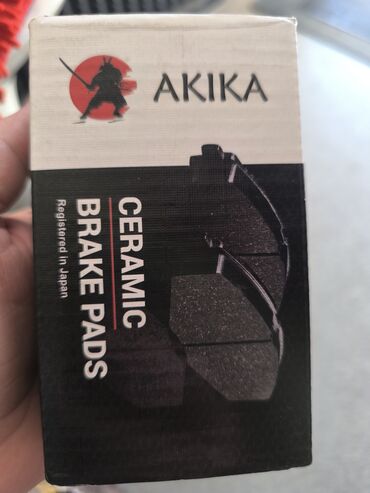 AKIKA
CERAMIC
BRAKE PADS
Registered in Japan